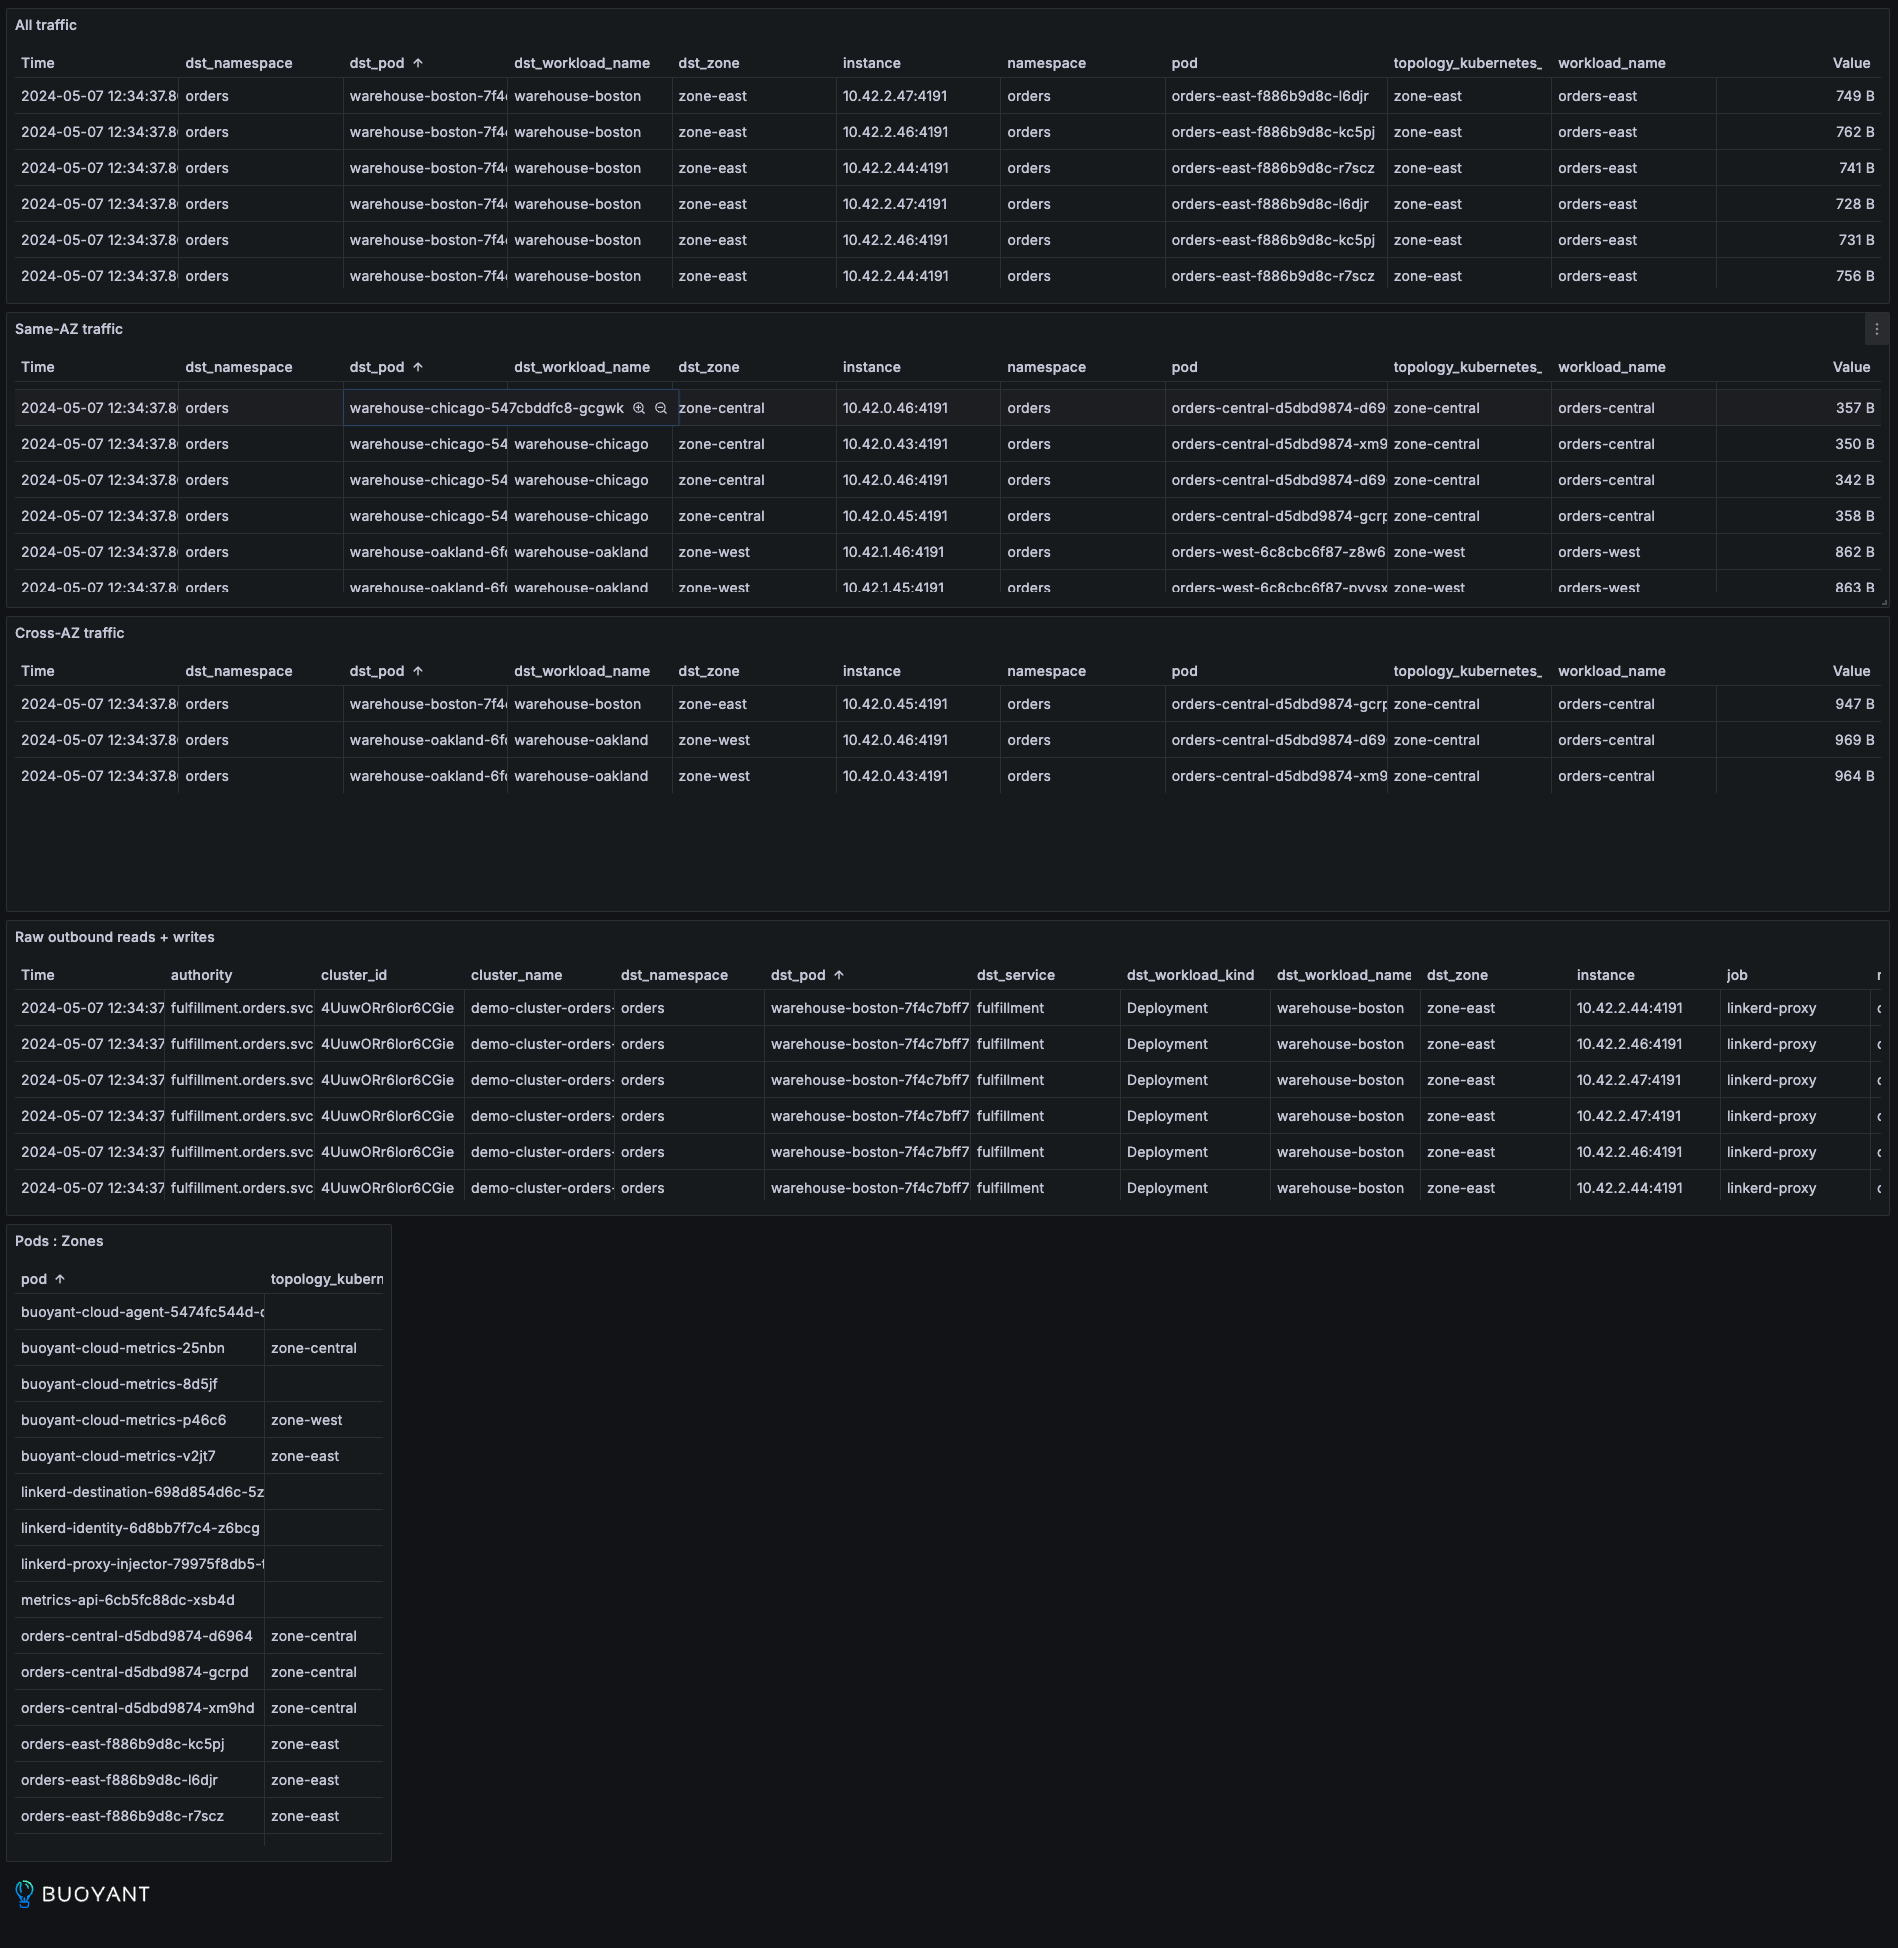 All traffic
Time dst_namespace dst_pod ↑ dst_workload_name dst_zone instance namespace pod topology_kubernetes_ workload_name Value
2024-05-07 12:34:37.8 orders warehouse-boston-7f4 warehouse-boston zone-east 10.42.2.47:4191 orders orders-east-f886b9d8c-l6djr zone-east orders-east 749 B
2024-05-07 12:34:37.8 orders warehouse-boston-7f4 warehouse-boston zone-east 10.42.2.46:4191 orders orders-east-f886b9d8c-kc5pj zone-east orders-east 762 B
2024-05-07 12:34:37.8 orders warehouse-boston-7f4 warehouse-boston zone-east 10.42.2.44:4191 orders orders-east-f886b9d8c-r7scz zone-east orders-east 741 B
2024-05-07 12:34:37.8 orders warehouse-boston-7f4 warehouse-boston zone-east 10.42.2.47:4191 orders orders-east-f886b9d8c-l6djr zone-east orders-east 728 B
2024-05-07 12:34:37.8 orders warehouse-boston-7f4 warehouse-boston zone-east 10.42.2.46:4191 orders orders-east-f886b9d8c-kc5pj zone-east orders-east 731 B
2024-05-07 12:34:37.8 orders warehouse-boston-7f4 warehouse-boston zone-east 10.42.2.44:4191 orders orders-east-f886b9d8c-r7scz zone-east orders-east 756 B
Same-AZ traffic
Time dst_namespace dst_pod ↑ dst_workload_name dst_zone instance namespace pod topology_kubernetes_ workload_name Value
2024-05-07 12:34:37.8 orders warehouse-chicago-547cbddfc8-gcgwk zone-central 10.42.0.46:4191 orders orders-central-d5dbd9874-d69 zone-central orders-central 357 B
2024-05-07 12:34:37.8 orders warehouse-chicago-54 warehouse-chicago zone-central 10.42.0.43:4191 orders orders-central-d5dbd9874-xm9 zone-central orders-central 350 B
2024-05-07 12:34:37.8 orders warehouse-chicago-54 warehouse-chicago zone-central 10.42.0.46:4191 orders orders-central-d5dbd9874-d69 zone-central orders-central 342 B
2024-05-07 12:34:37.8 orders warehouse-chicago-54 warehouse-chicago zone-central 10.42.0.45:4191 orders orders-central-d5dbd9874-gcrp zone-central orders-central 358 B
2024-05-07 12:34:37.8 orders warehouse-oakland-6f warehouse-oakland zone-west 10.42.1.46:4191 orders orders-west-6c8cbc6f87-z8w6 zone-west orders-west 862 B
2024-05-07 12:34:37.8 orders warehouse-oakland-6f warehouse-oakland zone-west 10.42.1.45:4191 orders orders-west-6c8cbc6f87-pvvsx zone-west orders-west 863 B
Cross-AZ traffic
Time dst_namespace dst_pod ↑ dst_workload_name dst_zone instance namespace pod topology_kubernetes_ workload_name Value
2024-05-07 12:34:37.8 orders warehouse-boston-7f4 warehouse-boston zone-east 10.42.0.45:4191 orders orders-central-d5dbd9874-gcrp zone-central orders-central 947 B
2024-05-07 12:34:37.8 orders warehouse-oakland-6f warehouse-oakland zone-west 10.42.0.46:4191 orders orders-central-d5dbd9874-d69 zone-central orders-central 969 B
2024-05-07 12:34:37.8 orders warehouse-oakland-6f warehouse-oakland zone-west 10.42.0.43:4191 orders orders-central-d5dbd9874-xm9 zone-central orders-central 964 B
Raw outbound reads + writes
Time authority cluster_id cluster_name dst_namespace dst_pod ↑ dst_service dst_workload_kind dst_workload_name dst_zone instance job
2024-05-07 12:34:37 fulfillment.orders.svc 4UuwORr6lor6CGie demo-cluster-orders- orders warehouse-boston-7f4c7bff7 fulfillment Deployment warehouse-boston zone-east 10.42.2.44:4191 linkerd-proxy
2024-05-07 12:34:37 fulfillment.orders.svc 4UuwORr6lor6CGie demo-cluster-orders- orders warehouse-boston-7f4c7bff7 fulfillment Deployment warehouse-boston zone-east 10.42.2.46:4191 linkerd-proxy
2024-05-07 12:34:37 fulfillment.orders.svc 4UuwORr6lor6CGie demo-cluster-orders- orders warehouse-boston-7f4c7bff7 fulfillment Deployment warehouse-boston zone-east 10.42.2.47:4191 linkerd-proxy
2024-05-07 12:34:37 fulfillment.orders.svc 4UuwORr6lor6CGie demo-cluster-orders- orders warehouse-boston-7f4c7bff7 fulfillment Deployment warehouse-boston zone-east 10.42.2.47:4191 linkerd-proxy
2024-05-07 12:34:37 fulfillment.orders.svc 4UuwORr6lor6CGie demo-cluster-orders- orders warehouse-boston-7f4c7bff7 fulfillment Deployment warehouse-boston zone-east 10.42.2.46:4191 linkerd-proxy
2024-05-07 12:34:37 fulfillment.orders.svc 4UuwORr6lor6CGie demo-cluster-orders- orders warehouse-boston-7f4c7bff7 fulfillment Deployment warehouse-boston zone-east 10.42.2.44:4191 linkerd-proxy
Pods : Zones
pod ↑ topology_kubern
buoyant-cloud-agent-5474fc544d-
buoyant-cloud-metrics-25nbn zone-central
buoyant-cloud-metrics-8d5jf
buoyant-cloud-metrics-p46c6 zone-west
buoyant-cloud-metrics-v2jt7 zone-east
linkerd-destination-698d854d6c-5z
linkerd-identity-6d8bb7f7c4-z6bcg
linkerd-proxy-injector-79975f8db5-
metrics-api-6cb5fc88dc-xsb4d
orders-central-d5dbd9874-d6964 zone-central
orders-central-d5dbd9874-gcrpd zone-central
orders-central-d5dbd9874-xm9hd zone-central
orders-east-f886b9d8c-kc5pj zone-east
orders-east-f886b9d8c-l6djr zone-east
orders-east-f886b9d8c-r7scz zone-east
BUOYANT